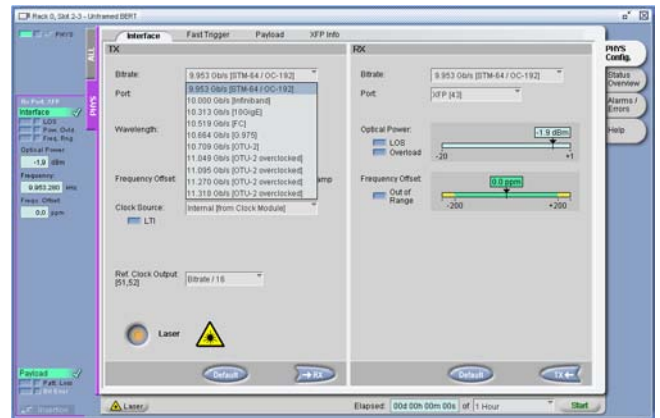 Rack 0, Slot 2-3 - Unframed BERT
PHYS
ALL
PHYS
Interface
Fast Trigger
Payload
XFP Info
PHYS Config.
Status Overview
Alarms / Errors
Help
Interface
LOS
Pow. Ovld
Freq. Rng
Optical Power:
-1.9 dBm
Frequency:
9.953.280 kHz
Freq. Offset:
0.0 ppm
Payload
Patt. Loss
Bit Error
Insertion
TX
Bitrate:
9.953 Gb/s [STM-64 / OC-192]
9.953 Gb/s [STM-64 / OC-192]
10.000 Gb/s [Infiniband]
10.313 Gb/s [10GigE]
10.519 Gb/s [FC]
10.664 Gb/s [G.975]
10.709 Gb/s [OTU-2]
11.049 Gb/s [OTU-2 overclocked]
11.095 Gb/s [OTU-2 overclocked]
11.270 Gb/s [OTU-2 overclocked]
11.318 Gb/s [OTU-2 overclocked]
Port:
Wavelength:
Frequency Offset:
amp
Clock Source:
Internal [from Clock Module]
LTI
Ref. Clock Output
[51,52]
Bitrate / 16
Laser
Default
→ RX
RX
Bitrate:
9.953 Gb/s [STM-64 / OC-192]
Port:
XFP [43]
Optical Power:
-1.9 dBm
LOS
Overload
-20
+1
Frequency Offset:
0.0 ppm
Out of Range
-200
+200
Default
TX ←
Laser
Elapsed: 00d 00h 00m 00s of 1 Hour
Start